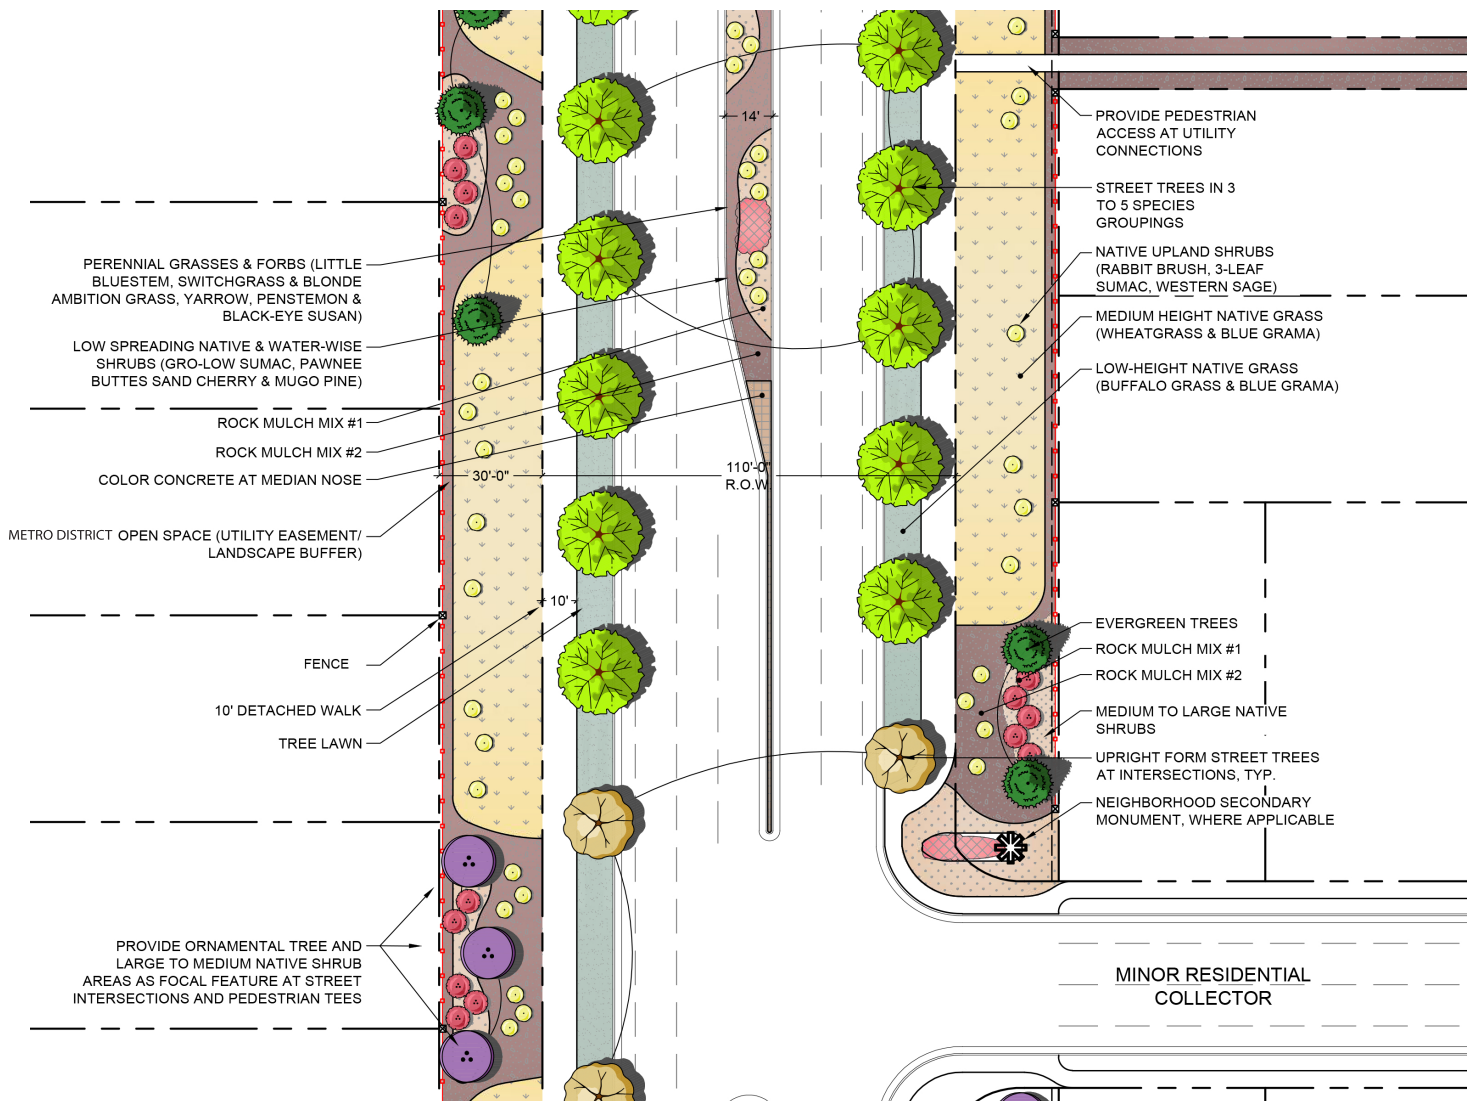 14'
PROVIDE PEDESTRIAN
ACCESS AT UTILITY
CONNECTIONS
STREET TREES IN 3
TO 5 SPECIES
GROUPINGS
NATIVE UPLAND SHRUBS
(RABBIT BRUSH, 3-LEAF
SUMAC, WESTERN SAGE)
MEDIUM HEIGHT NATIVE GRASS
(WHEATGRASS & BLUE GRAMA)
LOW-HEIGHT NATIVE GRASS
(BUFFALO GRASS & BLUE GRAMA)
PERENNIAL GRASSES & FORBS (LITTLE
BLUESTEM, SWITCHGRASS & BLONDE
AMBITION GRASS, YARROW, PENSTEMON &
BLACK-EYE SUSAN)
LOW SPREADING NATIVE & WATER-WISE
SHRUBS (GRO-LOW SUMAC, PAWNEE
BUTTES SAND CHERRY & MUGO PINE)
ROCK MULCH MIX #1
ROCK MULCH MIX #2
COLOR CONCRETE AT MEDIAN NOSE
30'-0"
110'-0"
R.O.W.
METRO DISTRICT OPEN SPACE (UTILITY EASEMENT/
LANDSCAPE BUFFER)
10'
FENCE
10' DETACHED WALK
TREE LAWN
EVERGREEN TREES
ROCK MULCH MIX #1
ROCK MULCH MIX #2
MEDIUM TO LARGE NATIVE
SHRUBS
UPRIGHT FORM STREET TREES
AT INTERSECTIONS, TYP.
NEIGHBORHOOD SECONDARY
MONUMENT, WHERE APPLICABLE
PROVIDE ORNAMENTAL TREE AND
LARGE TO MEDIUM NATIVE SHRUB
AREAS AS FOCAL FEATURE AT STREET
INTERSECTIONS AND PEDESTRIAN TEES
MINOR RESIDENTIAL
COLLECTOR